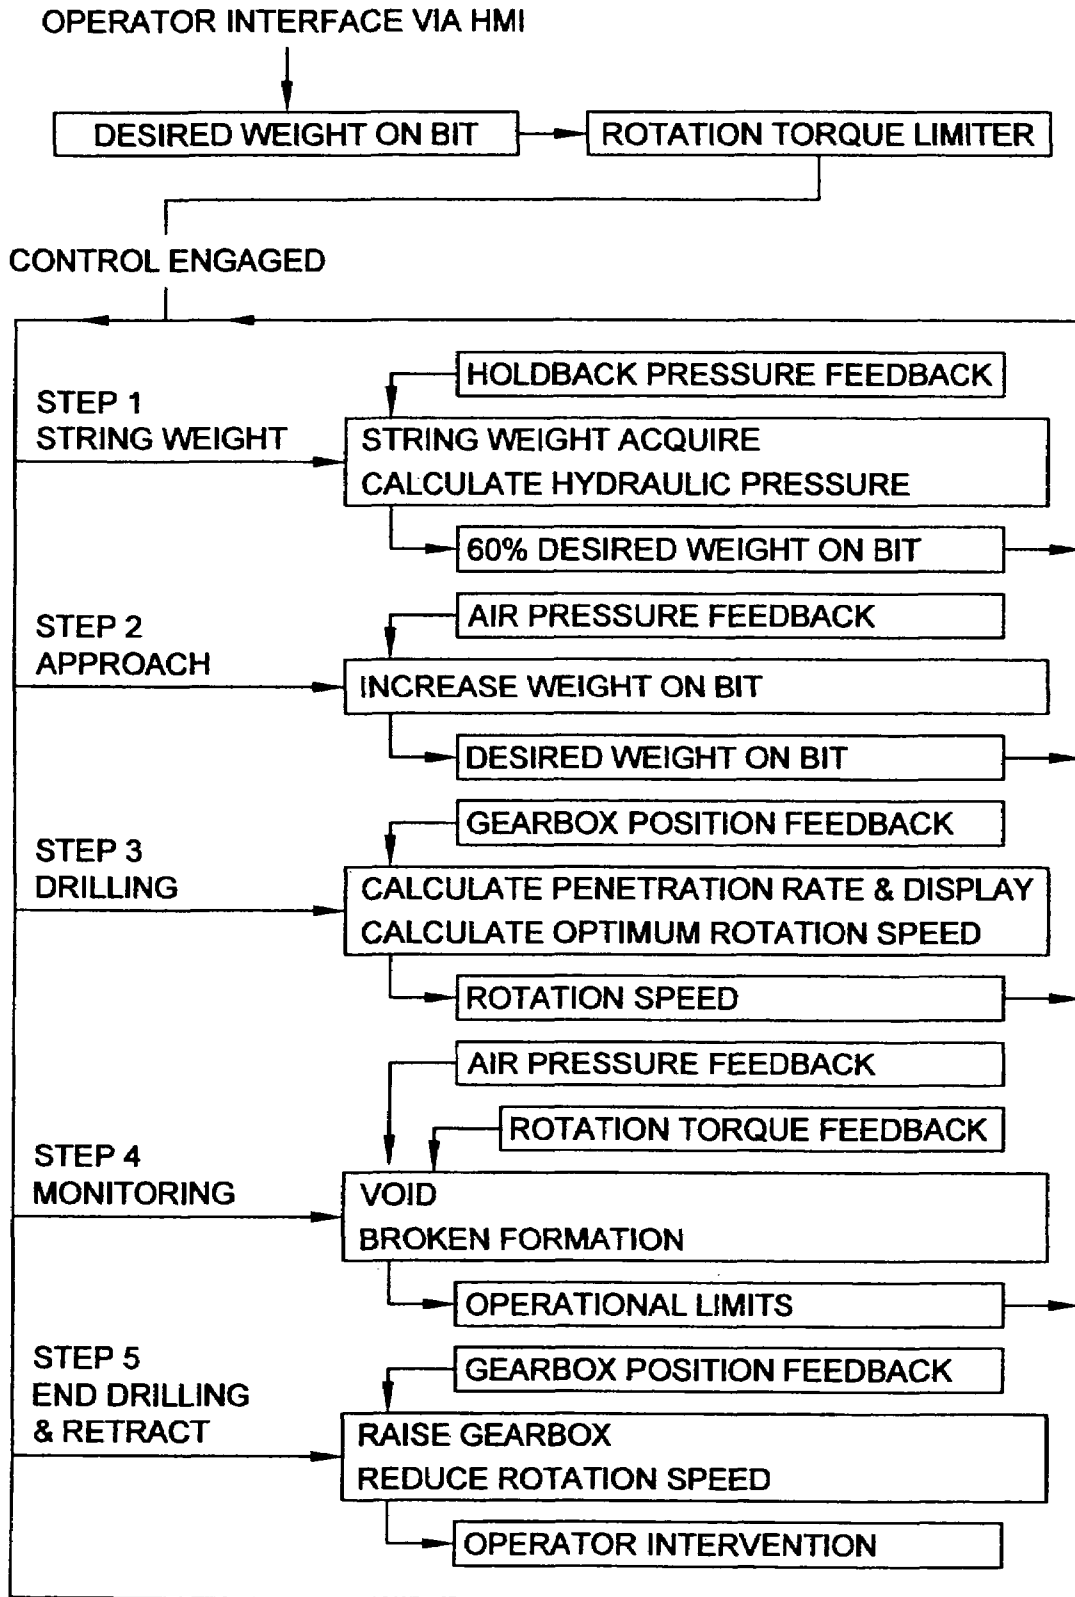 OPERATOR INTERFACE VIA HMI
DESIRED WEIGHT ON BIT
ROTATION TORQUE LIMITER
CONTROL ENGAGED
HOLDBACK PRESSURE FEEDBACK
STEP 1
STRING WEIGHT
STRING WEIGHT ACQUIRE
CALCULATE HYDRAULIC PRESSURE
60% DESIRED WEIGHT ON BIT
AIR PRESSURE FEEDBACK
STEP 2
APPROACH
INCREASE WEIGHT ON BIT
DESIRED WEIGHT ON BIT
GEARBOX POSITION FEEDBACK
STEP 3
DRILLING
CALCULATE PENETRATION RATE & DISPLAY
CALCULATE OPTIMUM ROTATION SPEED
ROTATION SPEED
AIR PRESSURE FEEDBACK
ROTATION TORQUE FEEDBACK
STEP 4
MONITORING
VOID
BROKEN FORMATION
OPERATIONAL LIMITS
STEP 5
END DRILLING
& RETRACT
GEARBOX POSITION FEEDBACK
RAISE GEARBOX
REDUCE ROTATION SPEED
OPERATOR INTERVENTION